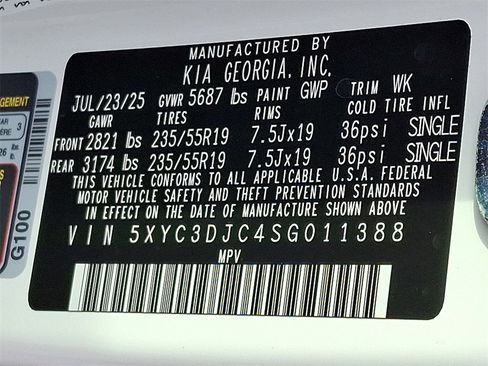 MANUFACTURED BY
KIA GEORGIA, INC.
JUL/23/25 GVWR 5687 lbs PAINT GWP TRIM WK
GAWR TIRES RIMS COLD TIRE INFL
FRONT 2821 lbs 235/55R19 7.5Jx19 36psi SINGLE
REAR 3174 lbs 235/55R19 7.5Jx19 36psi SINGLE
THIS VEHICLE CONFORMS TO ALL APPLICABLE U.S.A. FEDERAL
MOTOR VEHICLE SAFETY AND THEFT PREVENTION STANDARDS
IN EFFECT ON THE DATE OF MANUFACTURE SHOWN ABOVE
VIN 5XYC3DJC4SG011388
MPV
G100
3